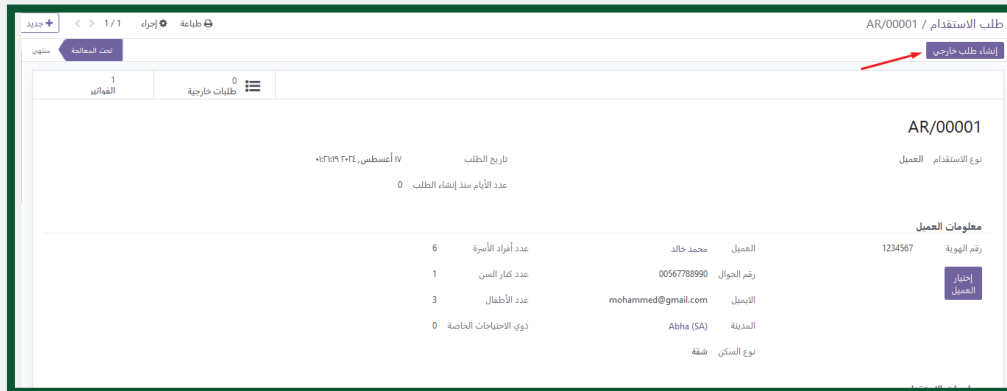 طلب الاستقدام / AR/00001
طباعة إجراء 1 / 1 جديد
إنشاء طلب خارجي
تحت المعالجة منتهي
0 طلبات خارجية
1 الفواتير
AR/00001
نوع الاستقدام العميل
تاريخ الطلب ١٧ أغسطس, ٢٠٢٤ ٠١:٢١:١٩
عدد الأيام منذ إنشاء الطلب 0
معلومات العميل
رقم الهوية 1234567
إختيار العميل
العميل محمد خالد
عدد أفراد الأسرة 6
رقم الجوال 00567788990
عدد كبار السن 1
الايميل mohammed@gmail.com
عدد الأطفال 3
المدينة Abha (SA)
ذوي الاحتياجات الخاصة 0
نوع السكن شقة